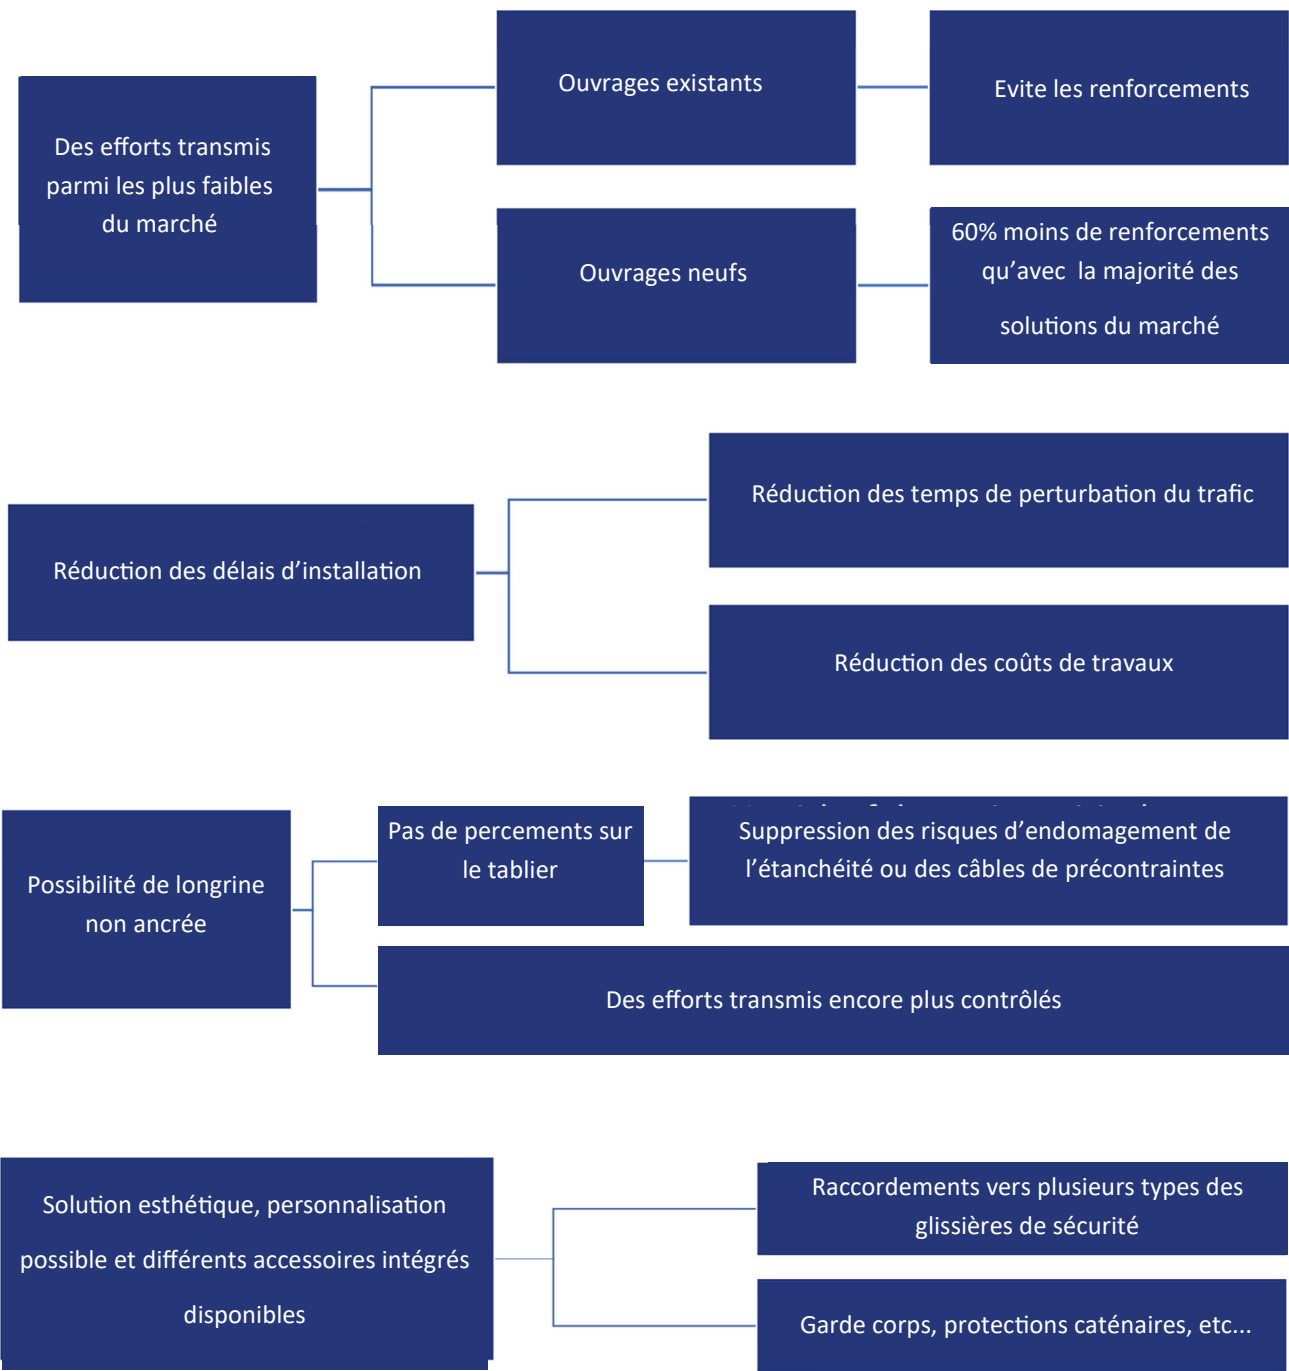 Des efforts transmis
parmi les plus faibles
du marché
Ouvrages existants
Evite les renforcements
Ouvrages neufs
60% moins de renforcements
qu’avec la majorité des
solutions du marché
Réduction des délais d’installation
Réduction des temps de perturbation du trafic
Réduction des coûts de travaux
Possibilité de longrine
non ancrée
Pas de percements sur
le tablier
Suppression des risques d’endomagement de
l’étanchéité ou des câbles de précontraintes
Des efforts transmis encore plus contrôlés
Solution esthétique, personnalisation
possible et différents accessoires intégrés
disponibles
Raccordements vers plusieurs types des
glissières de sécurité
Garde corps, protections caténaires, etc...